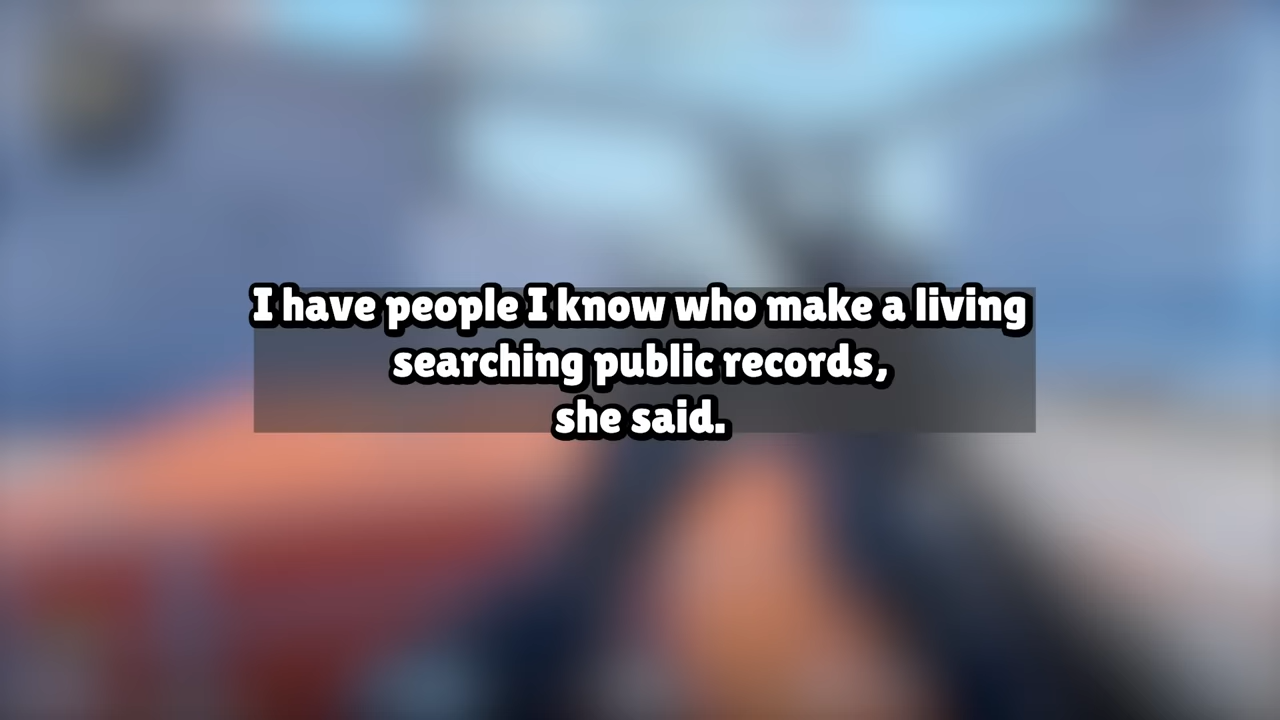 I have people I know who make a living
searching public records,
she said.